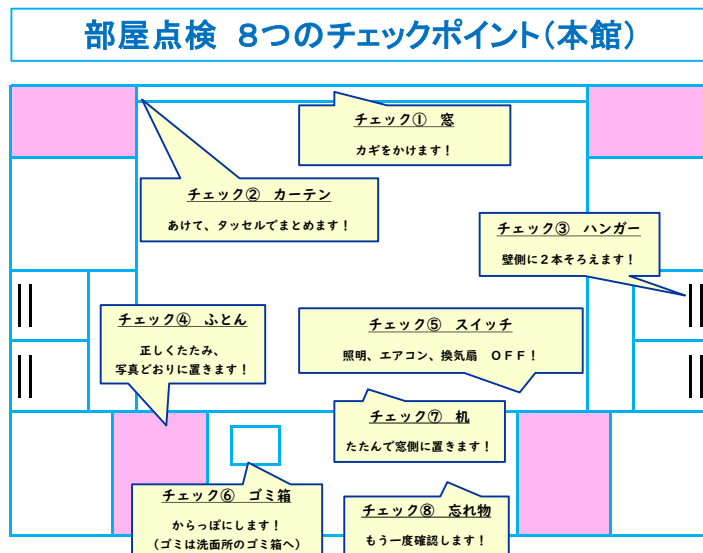 部屋点検 8つのチェックポイント(本館)
チェック① 窓
カギをかけます!
チェック② カーテン
あけて、タッセルでまとめます!
チェック③ ハンガー
壁側に2本そろえます!
チェック④ ふとん
正しくたたみ、
写真どおりに置きます!
チェック⑤ スイッチ
照明、エアコン、換気扇 OFF!
チェック⑦ 机
たたんで窓側に置きます!
チェック⑥ ゴミ箱
からっぽにします!
(ゴミは洗面所のゴミ箱へ)
チェック⑧ 忘れ物
もう一度確認します!